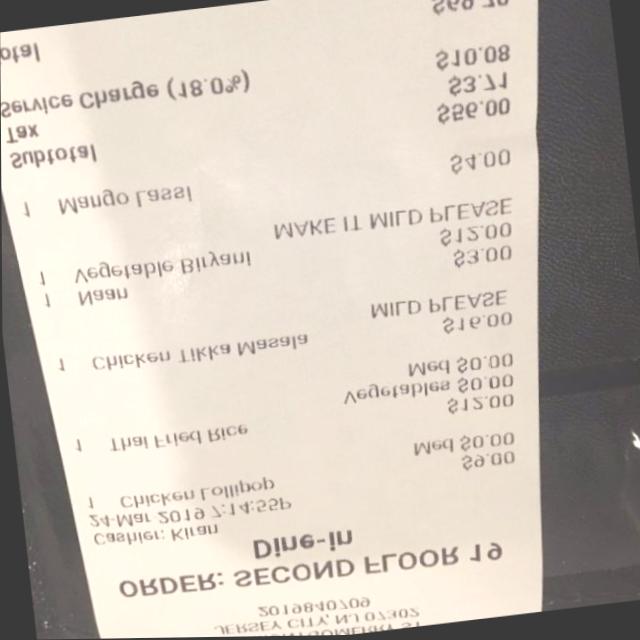 JERSEY CITY, NJ 07302
2019840709
ORDER: SECOND FLOOR 19
Dine-in
Cashier: Kiran
24-Mar 2019 7:14:55P
1 Chicken Lollipop $9.00
Med $0.00
1 Thai Fried Rice $12.00
Vegetables $0.00
Med $0.00
1 Chicken Tikka Masala $16.00
MILD PLEASE
1 Naan $3.00
1 Vegetable Biryani $12.00
MAKE IT MILD PLEASE
1 Mango Lassi $4.00
Subtotal $56.00
Tax $3.71
Service Charge (18.0%) $10.08
otal $69.79